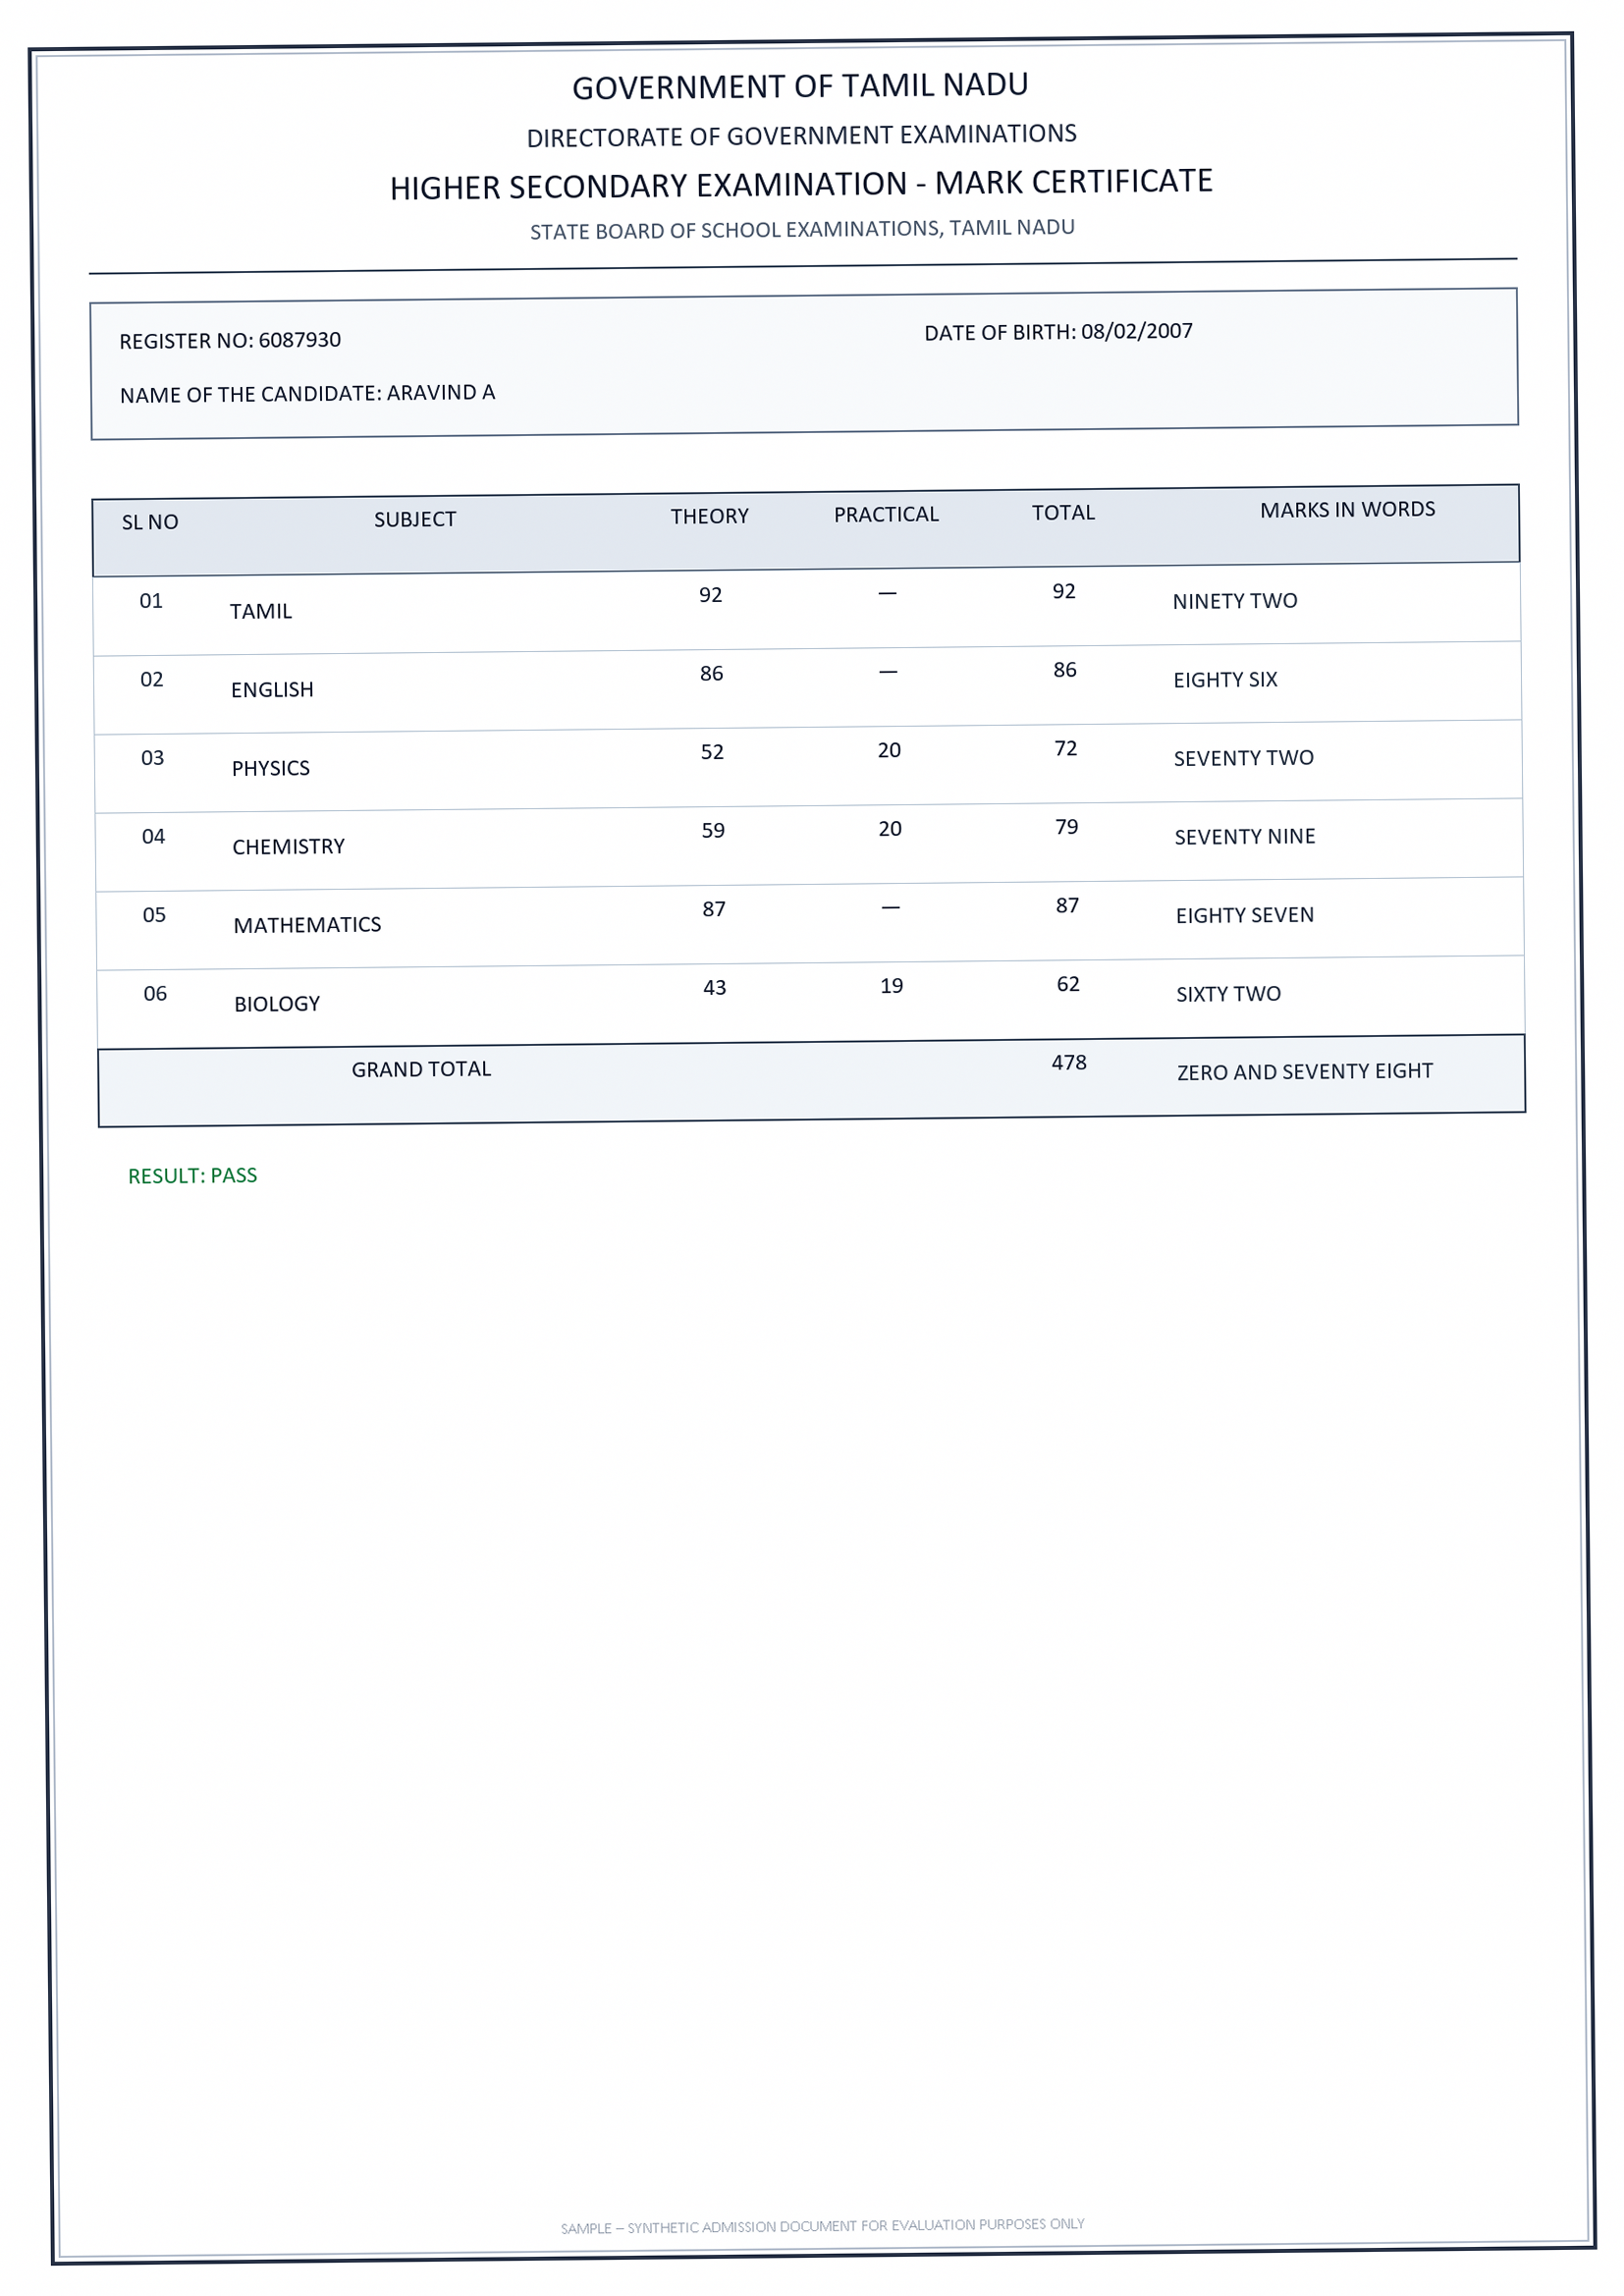 GOVERNMENT OF TAMIL NADU
DIRECTORATE OF GOVERNMENT EXAMINATIONS
HIGHER SECONDARY EXAMINATION - MARK CERTIFICATE
STATE BOARD OF SCHOOL EXAMINATIONS, TAMIL NADU
REGISTER NO: 6087930 DATE OF BIRTH: 08/02/2007
NAME OF THE CANDIDATE: ARAVIND A
SL NO SUBJECT THEORY PRACTICAL TOTAL MARKS IN WORDS
01 TAMIL 92 — 92 NINETY TWO
02 ENGLISH 86 — 86 EIGHTY SIX
03 PHYSICS 52 20 72 SEVENTY TWO
04 CHEMISTRY 59 20 79 SEVENTY NINE
05 MATHEMATICS 87 — 87 EIGHTY SEVEN
06 BIOLOGY 43 19 62 SIXTY TWO
GRAND TOTAL 478 ZERO AND SEVENTY EIGHT
RESULT: PASS
SAMPLE – SYNTHETIC ADMISSION DOCUMENT FOR EVALUATION PURPOSES ONLY